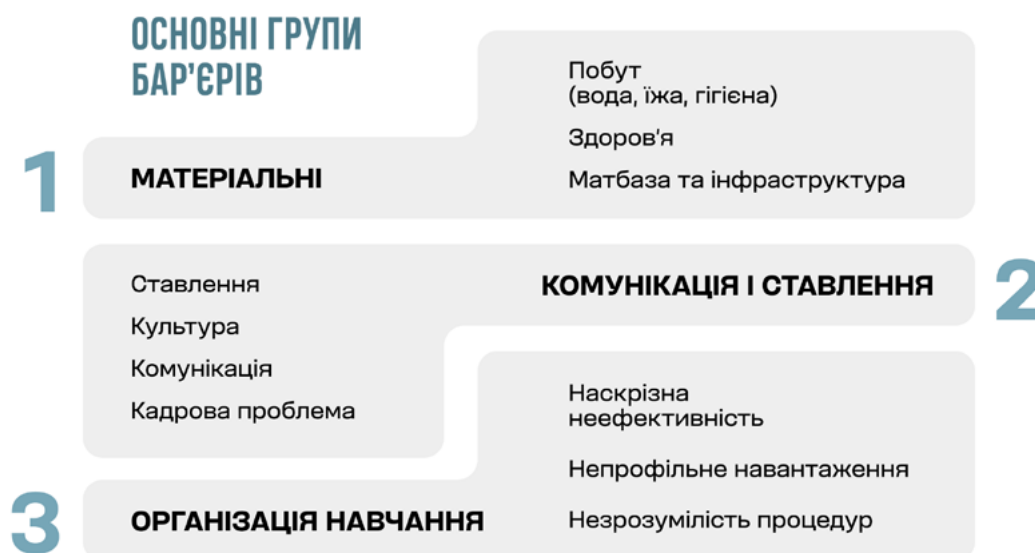 ОСНОВНІ ГРУПИ
БАР’ЄРІВ
1
МАТЕРІАЛЬНІ
Побут
(вода, їжа, гігієна)
Здоров’я
Матбаза та інфраструктура
2
КОМУНІКАЦІЯ І СТАВЛЕННЯ
Ставлення
Культура
Комунікація
Кадрова проблема
3
ОРГАНІЗАЦІЯ НАВЧАННЯ
Наскрізна
неефективність
Непрофільне навантаження
Незрозумілість процедур